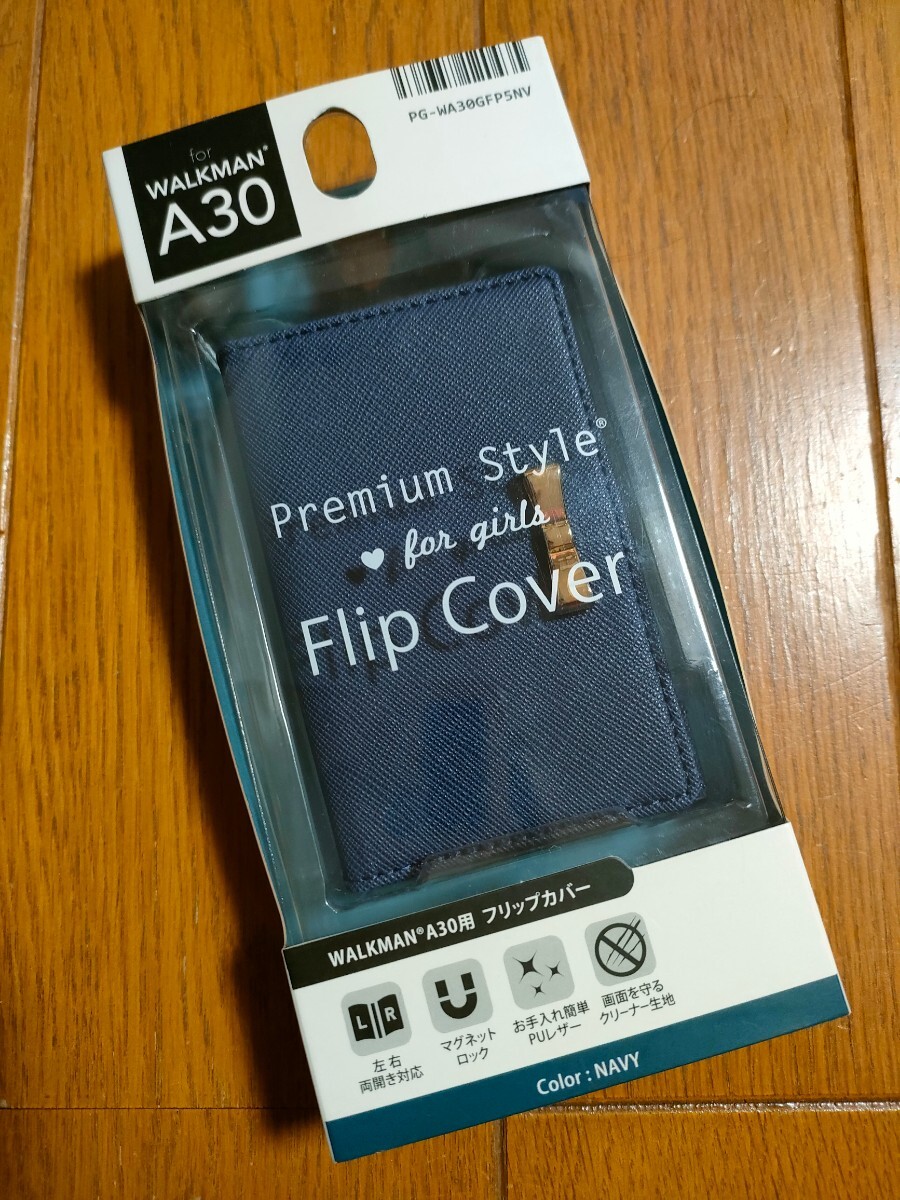 PG-WA30GFP5NV
for
WALKMAN®
A30
Premium Style®
♥ for girls
Flip Cover
WALKMAN®A30用 フリップカバー
L R
左右
両開き対応
マグネット
ロック
お手入れ簡単
PUレザー
画面を守る
クリーナー生地
Color : NAVY